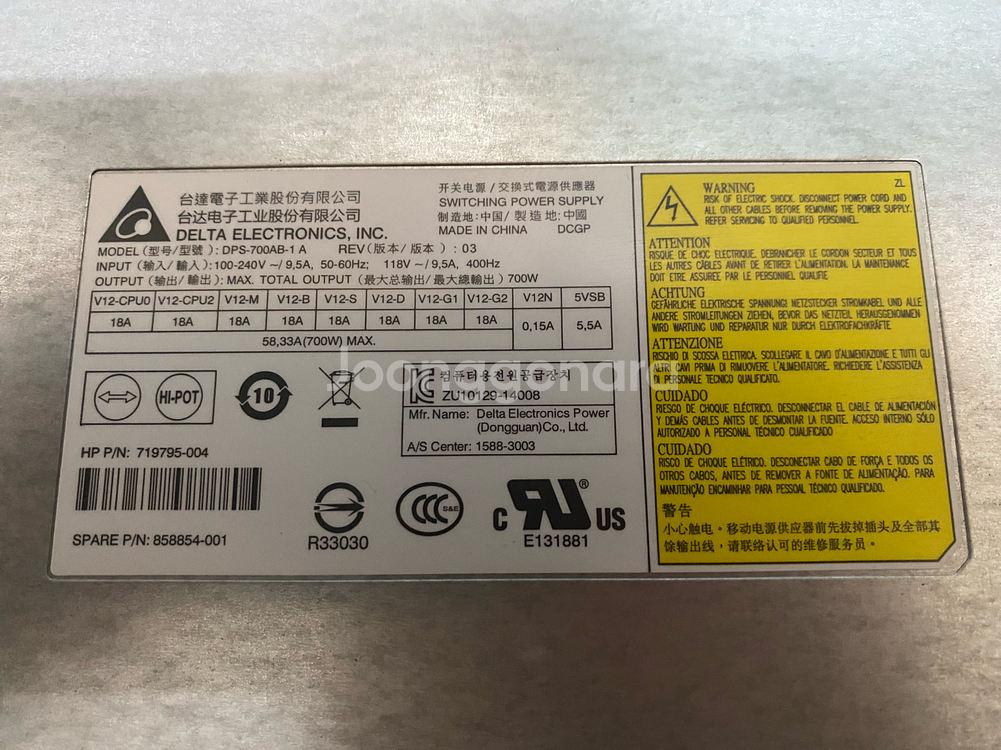 台達電子工業股份有限公司
台达电子工业股份有限公司
DELTA ELECTRONICS, INC.
开关电源 / 交換式電源供應器
SWITCHING POWER SUPPLY
制造地: 中国 / 製造地: 中國
MADE IN CHINA DCGP
MODEL (型号/型號) : DPS-700AB-1 A REV (版本/ 版本) : 03
INPUT (输入/ 輸入) : 100-240V ~ / 9,5A, 50-60Hz; 118V ~ / 9,5A, 400Hz
OUTPUT (输出/ 輸出) : MAX. TOTAL OUTPUT (最大总输出/ 最大總輸出) 700W
V12-CPU0 V12-CPU2 V12-M V12-B V12-S V12-D V12-G1 V12-G2 V12N 5VSB
18A 18A 18A 18A 18A 18A 18A 18A 0,15A 5,5A
58,33A(700W) MAX.
HI-POT
10
컴퓨터용전원공급장치
ZU10129-14008
Mfr. Name: Delta Electronics Power
(Dongguan)Co., Ltd.
A/S Center: 1588-3003
HP P/N: 719795-004
SPARE P/N: 858854-001
R33030
CCC S&E
c RU ® US
E131881
joonggonara
ZL
WARNING
RISK OF ELECTRIC SHOCK. DISCONNECT POWER CORD AND
ALL OTHER CABLES BEFORE REMOVING THE POWER SUPPLY.
REFER SERVICING TO QUALIFIED PERSONNEL.
ATTENTION
RISQUE DE CHOC ELECTRIQUE. DEBRANCHER LE CORDON SECTEUR ET TOUS
LES AUTRES CÂBLES AVANT DE RETIRER L'ALIMENTATION. LA MAINTENANCE
DOIT ETRE ASSUREE PAR LE PERSONNEL QUALIFIE
ACHTUNG
GEFÄHRLICHE ELEKTRISCHE SPANNUNG! NETZSTECKER STROMKABEL UND ALLE
ANDERE STROMLEITUNGEN ZIEHEN, BEVOR DAS NETZTEIL HERAUSGENOMMEN
WIRD WARTUNG UND REPARATUR NUR DURCH ELEKTROFACHKRÄFTE
ATTENZIONE
RISCHIO DI SCOSSA ELETTRICA. SCOLLEGARE IL CAVO D'ALIMENTAZIONE E TUTTI GLI
ALTRI CAVI PRIMA DI RIMUOVERE L'ALIMENTATORE. RICHIEDERE L'ASSISTENZA
DI PERSONALE TECNICO QUALIFICATO.
CUIDADO
RIESGO DE CHOQUE ELÉCTRICO. DESCONECTAR EL CABLE DE ALIMENTACIÓN
Y DEMÁS CABLES ANTES DE DESMONTAR LA FUENTE. ACCESO INTERNO SÓLO
AUTORIZADO A PERSONAL TÉCNICO CUALIFICADO
CUIDADO
RISCO DE CHOQUE ELÉTRICO. DESCONECTAR CABO DE FORÇA E TODOS OS
OTROS CABOS, ANTES DE REMOVER A FONTE DE ALIMENTAÇÃO. PARA
MANUTENÇÃO ENCAMINHAR PARA PESSOAL TÉCNICO QUALIFICADO.
警告
小心触电。移动电源供应器前先拔掉插头及全部其
馀输出线，请联络认可的维修服务员。